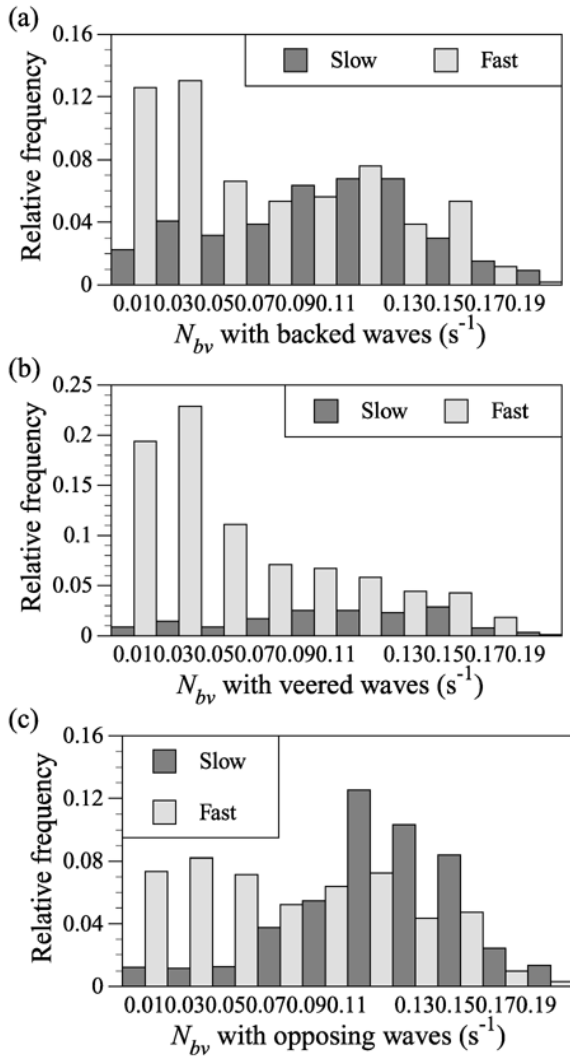 (a)
0.16
0.12
0.08
0.04
0
Relative frequency
Slow Fast
0.010.030.050.070.090.11 0.130.150.170.19
N_bv with backed waves (s⁻¹)
(b)
0.25
0.2
0.15
0.1
0.05
0
Relative frequency
Slow Fast
0.010.030.050.070.090.11 0.130.150.170.19
N_bv with veered waves (s⁻¹)
(c)
0.16
0.12
0.08
0.04
0
Relative frequency
Slow
Fast
0.010.030.050.070.090.11 0.130.150.170.19
N_bv with opposing waves (s⁻¹)